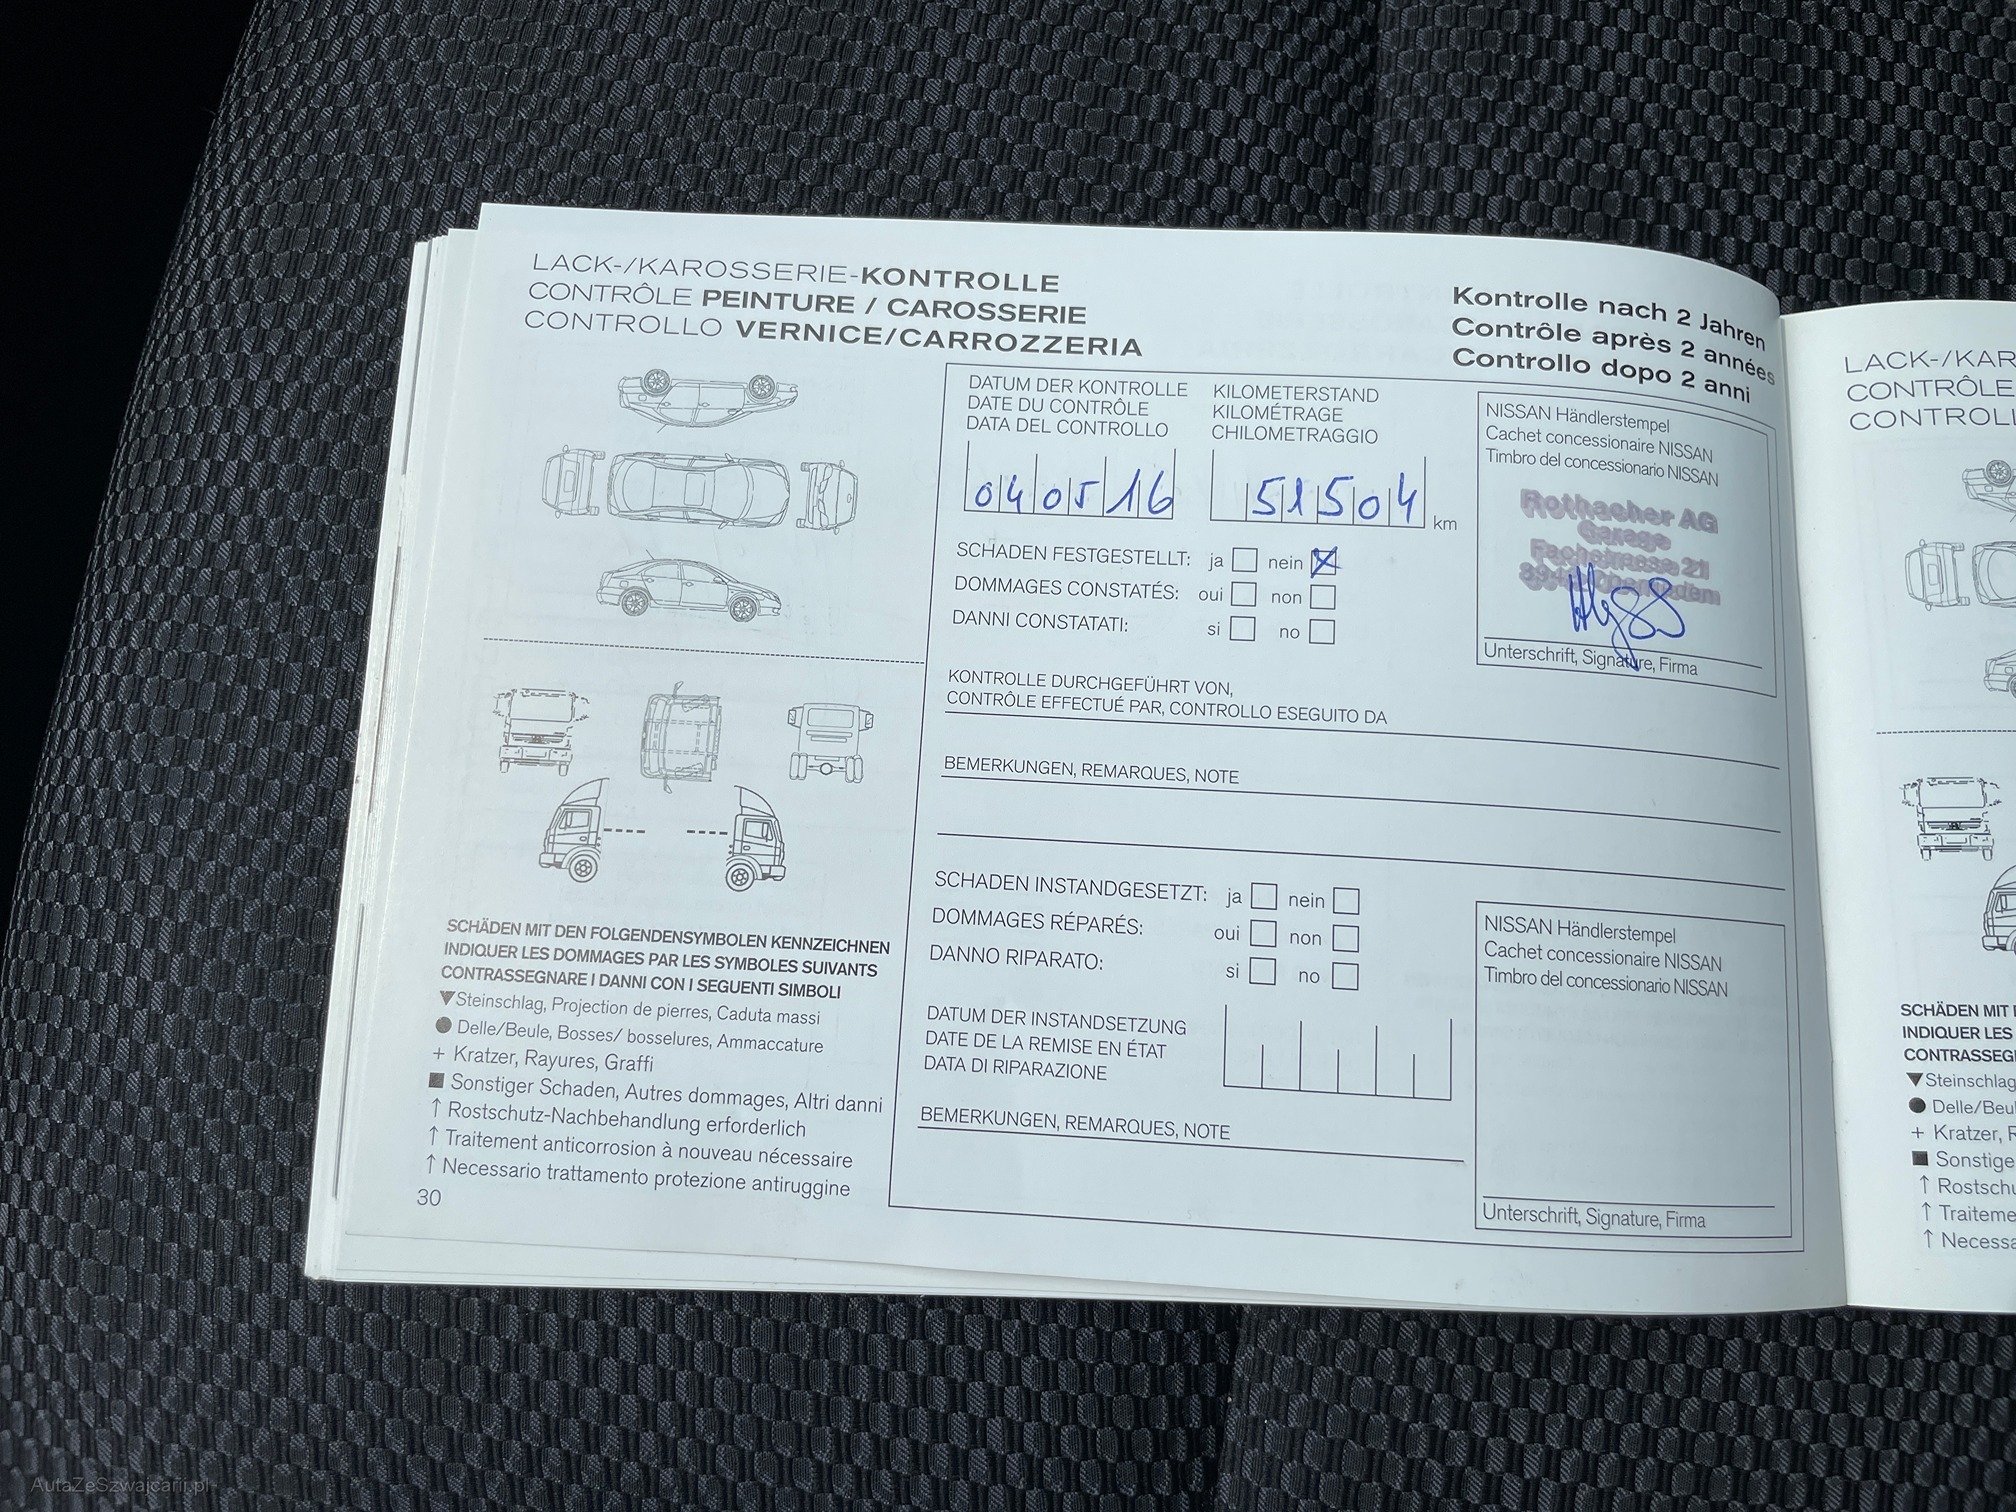 LACK-/KAROSSERIE-KONTROLLE
CONTRÔLE PEINTURE / CAROSSERIE
CONTROLLO VERNICE/CARROZZERIA
Kontrolle nach 2 Jahren
Contrôle après 2 années
Controllo dopo 2 anni
DATUM DER KONTROLLE
DATE DU CONTRÔLE
DATA DEL CONTROLLO
040516
KILOMETERSTAND
KILOMÉTRAGE
CHILOMETRAGGIO
51504 km
SCHADEN FESTGESTELLT: ja nein
DOMMAGES CONSTATÉS: oui non
DANNI CONSTATATI: si no
NISSAN Händlerstempel
Cachet concessionaire NISSAN
Timbro del concessionario NISSAN
Rothacher AG
Garage
Fachstrasse 21
Unterschrift, Signature, Firma
KONTROLLE DURCHGEFÜHRT VON,
CONTRÔLE EFFECTUÉ PAR, CONTROLLO ESEGUITO DA
BEMERKUNGEN, REMARQUES, NOTE
SCHADEN INSTANDGESETZT: ja nein
DOMMAGES RÉPARÉS: oui non
DANNO RIPARATO: si no
DATUM DER INSTANDSETZUNG
DATE DE LA REMISE EN ÉTAT
DATA DI RIPARAZIONE
BEMERKUNGEN, REMARQUES, NOTE
NISSAN Händlerstempel
Cachet concessionaire NISSAN
Timbro del concessionario NISSAN
Unterschrift, Signature, Firma
SCHÄDEN MIT DEN FOLGENDENSYMBOLEN KENNZEICHNEN
INDIQUER LES DOMMAGES PAR LES SYMBOLES SUIVANTS
CONTRASSEGNARE I DANNI CON I SEGUENTI SIMBOLI
▼Steinschlag, Projection de pierres, Caduta massi
● Delle/Beule, Bosses/ bosselures, Ammaccature
+ Kratzer, Rayures, Graffi
■ Sonstiger Schaden, Autres dommages, Altri danni
↑ Rostschutz-Nachbehandlung erforderlich
↑ Traitement anticorrosion à nouveau nécessaire
↑ Necessario trattamento protezione antiruggine
30
LACK-/KAR
CONTRÔLE
CONTROLL
SCHÄDEN MIT
INDIQUER LES
CONTRASSEG
▼Steinschlag
● Delle/Beu
+ Kratzer, R
■ Sonstige
↑ Rostschu
↑ Traiteme
↑ Necessa
AutaZeSzwajcarii.pl